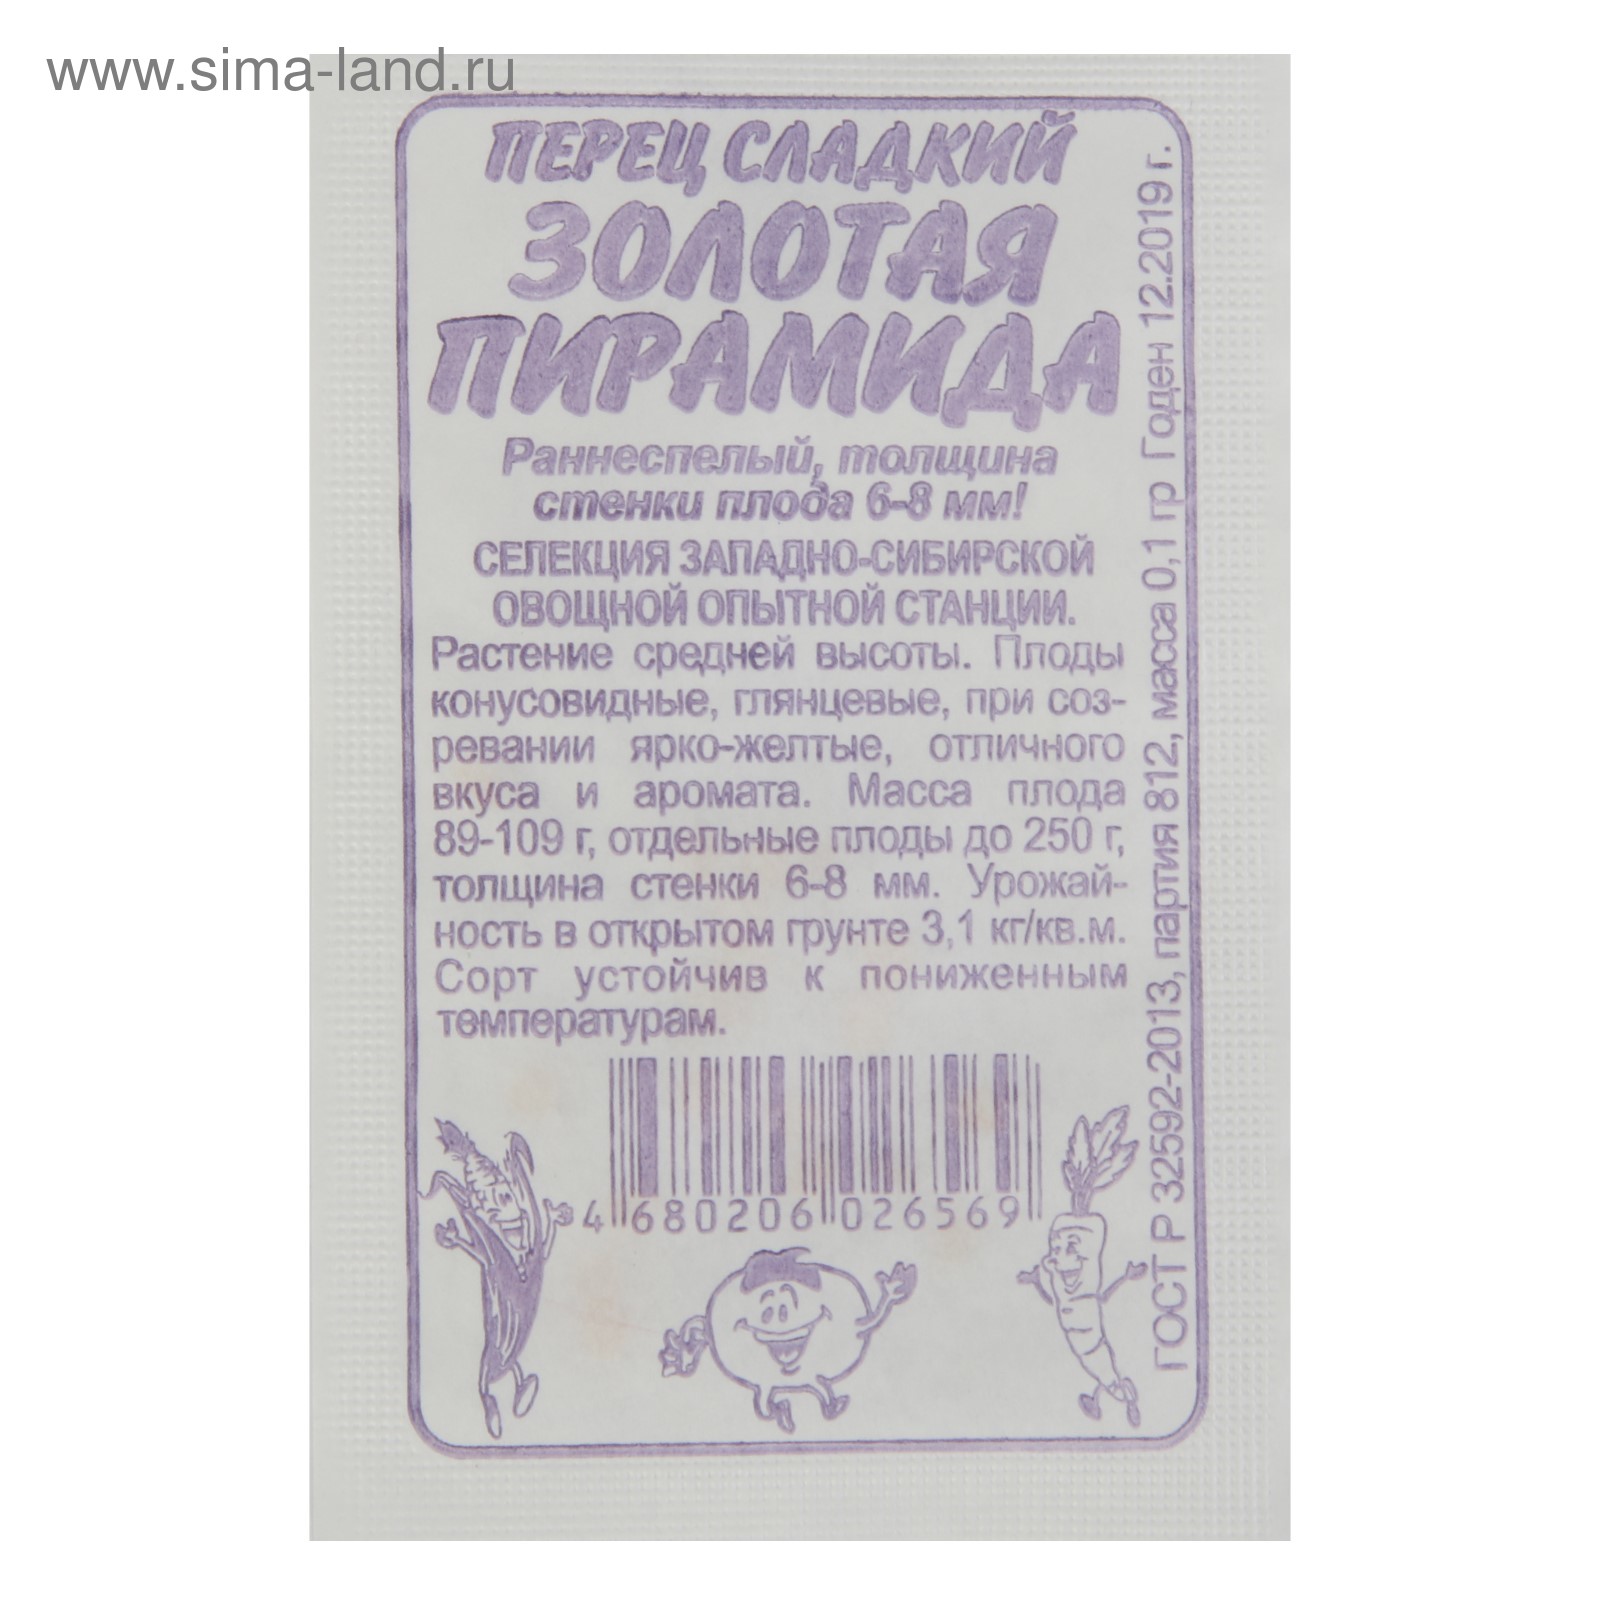 www.sima-land.ru
ПЕРЕЦ СЛАДКИЙ
ЗОЛОТАЯ
ПИРАМИДА
Раннеспелый, толщина
стенки плода 6-8 мм!
СЕЛЕКЦИЯ ЗАПАДНО-СИБИРСКОЙ
ОВОЩНОЙ ОПЫТНОЙ СТАНЦИИ.
Растение средней высоты. Плоды
конусовидные, глянцевые, при соз-
ревании ярко-желтые, отличного
вкуса и аромата. Масса плода
89-109 г, отдельные плоды до 250 г,
толщина стенки 6-8 мм. Урожай-
ность в открытом грунте 3,1 кг/кв.м.
Сорт устойчив к пониженным
температурам.
4 680206 026569
ГОСТ Р 32592-2013, партия 812, масса 0,1 гр Годен 12.2019 г.